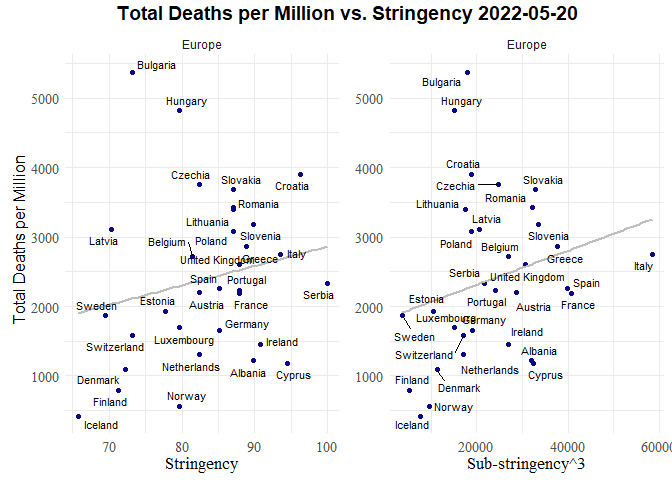 Total Deaths per Million vs. Stringency 2022-05-20
Europe
Europe
Total Deaths per Million
5000
4000
3000
2000
1000
Bulgaria
Hungary
Czechia
Slovakia
Croatia
Romania
Lithuania
Latvia
Belgium
Poland
Slovenia
United Kingdom
Greece
Italy
Spain
Portugal
Serbia
Sweden
Estonia
Austria
France
Switzerland
Luxembourg
Germany
Ireland
Netherlands
Denmark
Albania
Cyprus
Finland
Norway
Iceland
70
80
90
100
Stringency
5000
4000
3000
2000
1000
Bulgaria
Hungary
Croatia
Czechia
Slovakia
Romania
Lithuania
Latvia
Poland
Slovenia
Belgium
Greece
Italy
Serbia
United Kingdom
Spain
Estonia
Portugal
Austria
France
Luxembourg
Germany
Sweden
Ireland
Switzerland
Albania
Netherlands
Cyprus
Finland
Denmark
Norway
Iceland
20000
40000
60000
Sub-stringency^3